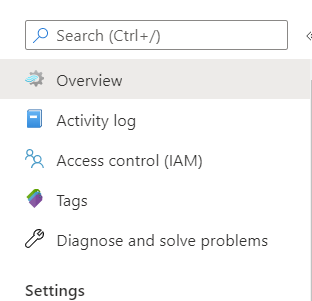 Search (Ctrl+/)
Overview
Activity log
Access control (IAM)
Tags
Diagnose and solve problems
Settings